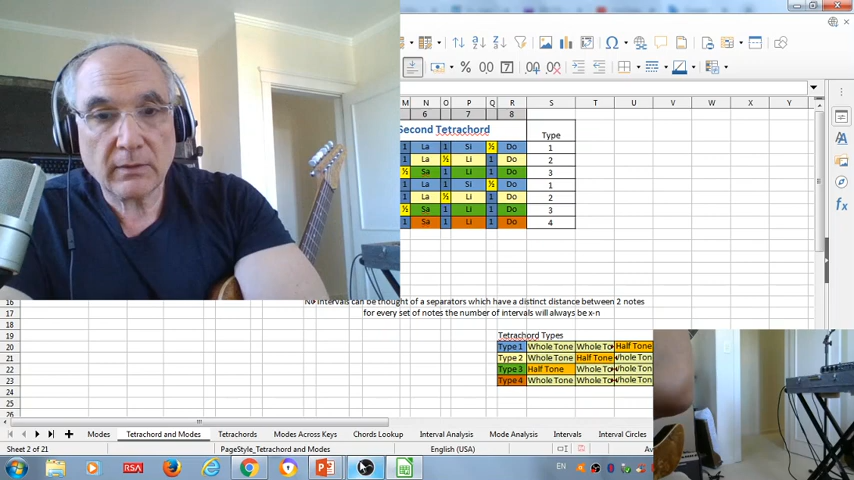 M N O P Q R S T U V W X Y
6 7 8
Second Tetrachord Type
1 La 1 Si ½ Do 1
1 La ½ Li 1 Do 2
½ Sa 1 Li 1 Do 3
1 La 1 Si ½ Do 1
1 La ½ Li 1 Do 2
½ Sa 1 Li 1 Do 3
Sa 1 Li 1 Do 4
16 intervals can be thought of a separators which have a distinct distance between 2 notes
17 for every set of notes the number of intervals will always be x-n
18
19 Tetrachord Types
20 Type 1 Whole Tone Whole To Half Tone
21 Type 2 Whole Tone Half Tone Whole Ton
22 Type 3 Half Tone Whole To Whole Ton
23 Type 4 Whole Tone Whole To Whole Ton
24
25
26
Modes Tetrachord and Modes Tetrachords Modes Across Keys Chords Lookup Interval Analysis Mode Analysis Intervals Interval Circles
Sheet 2 of 21 PageStyle_Tetrachord and Modes English (USA) Av
RSA EN